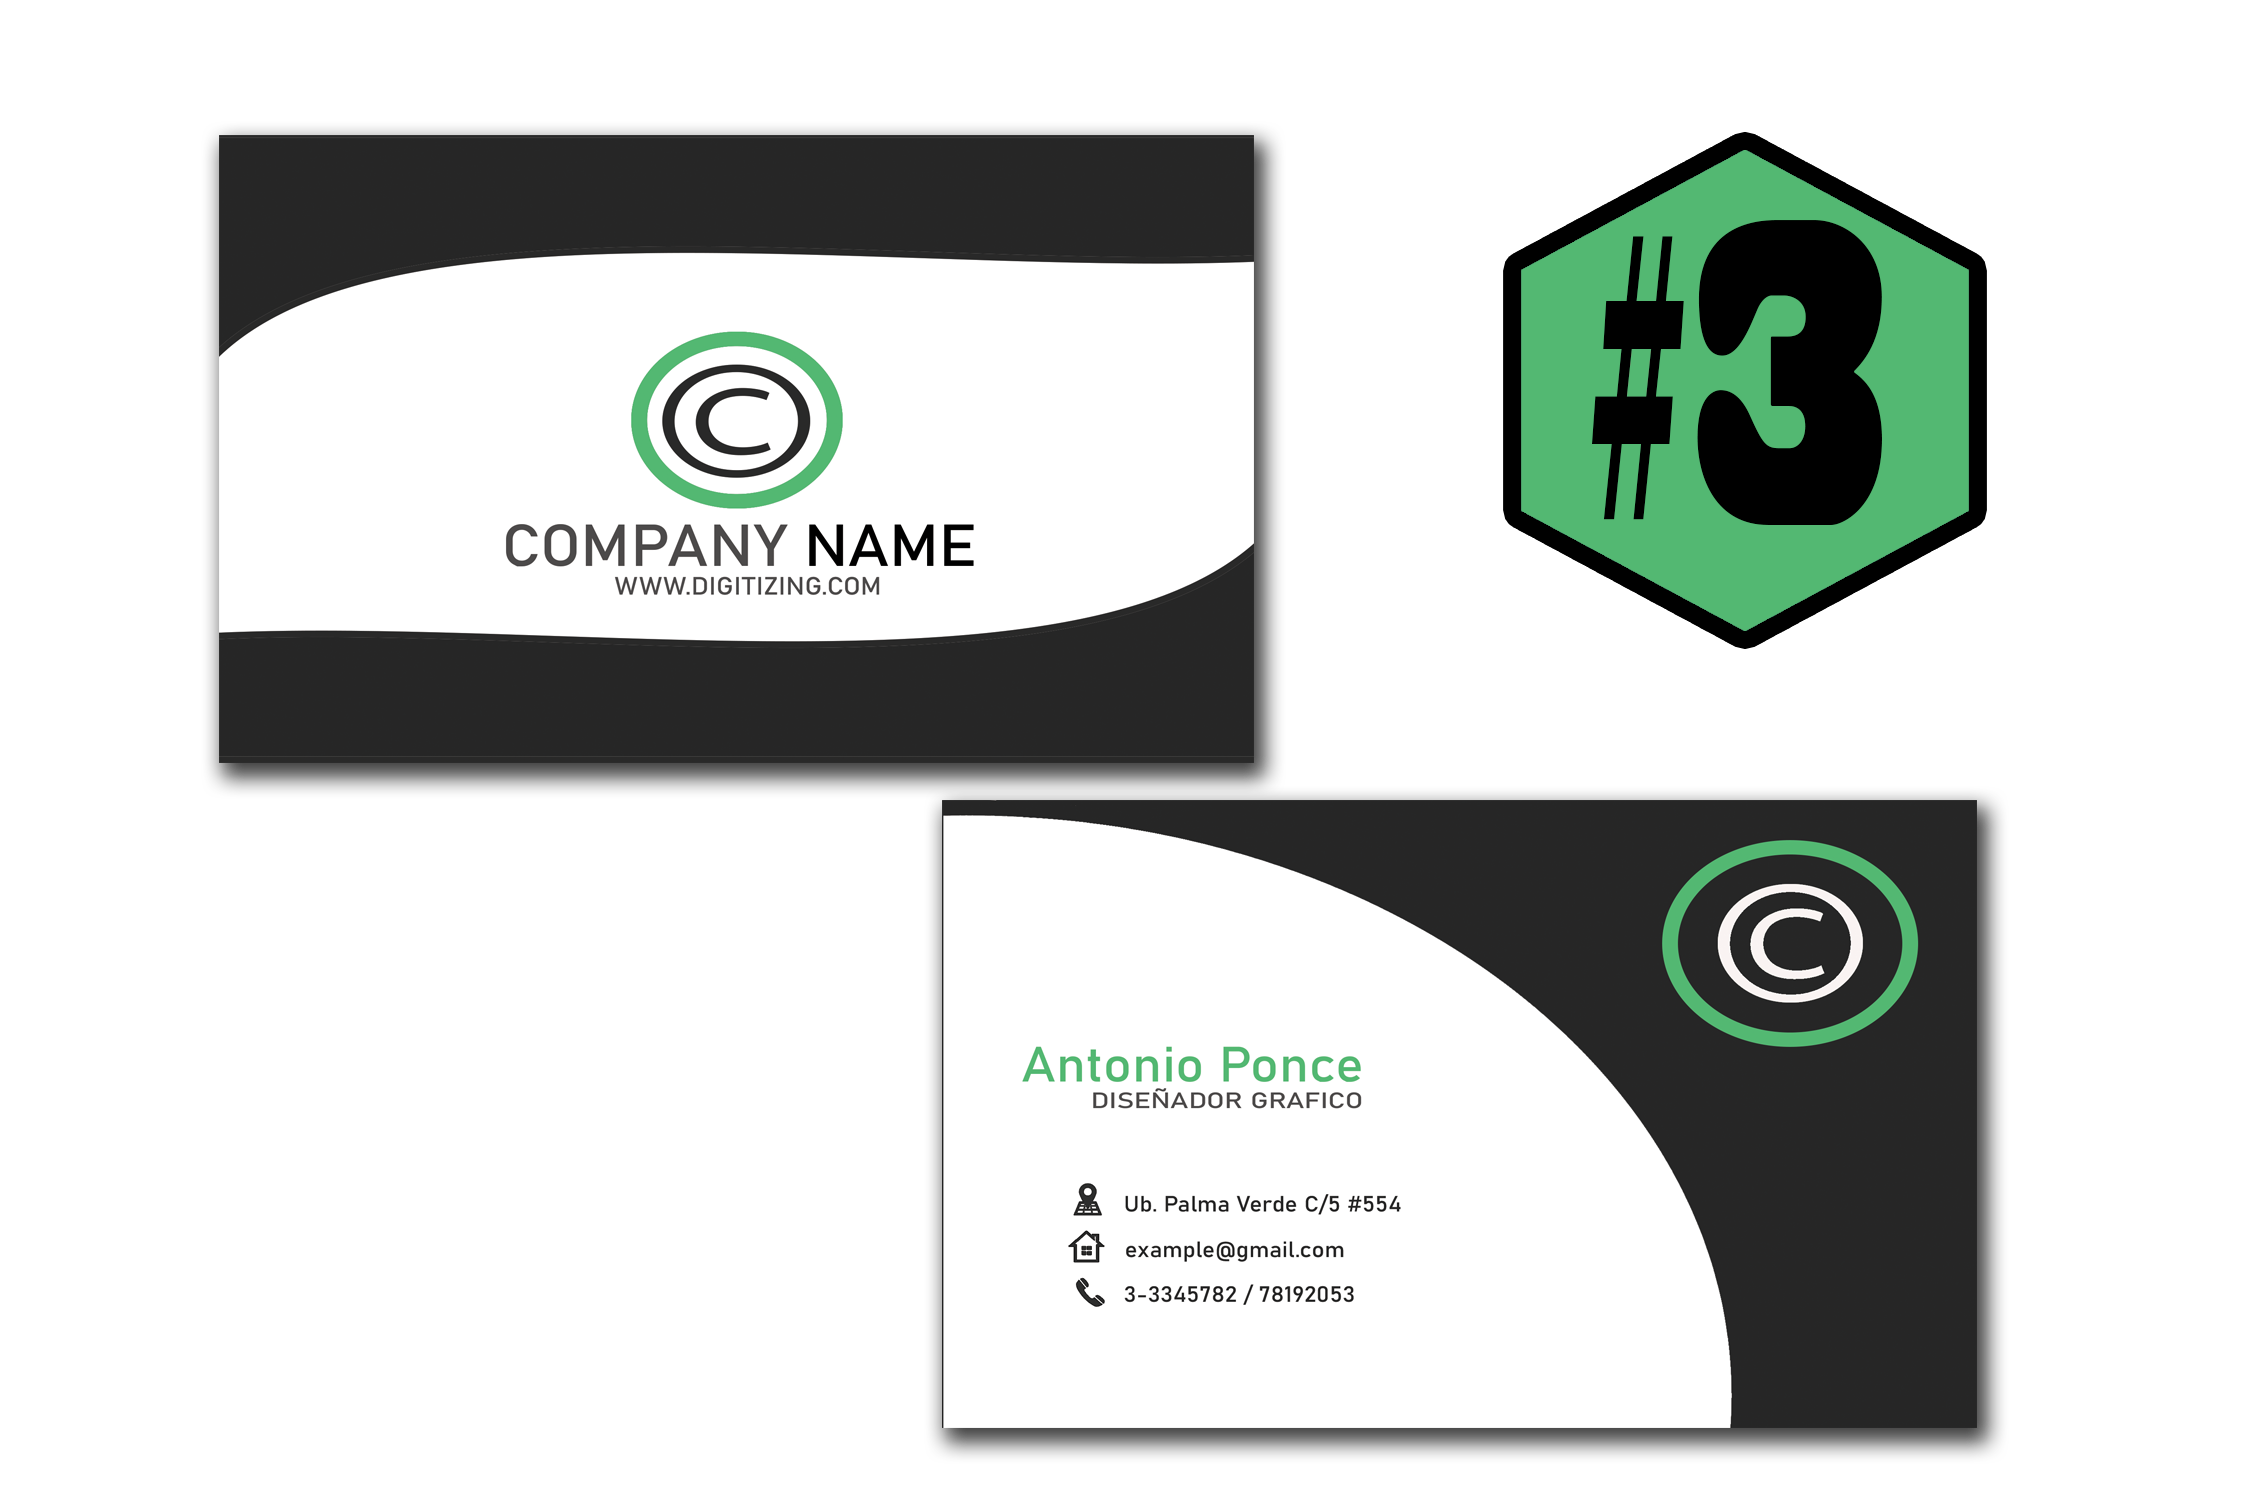 ©
COMPANY NAME
WWW.DIGITIZING.COM
#3
©
Antonio Ponce
DISEÑADOR GRAFICO
Ub. Palma Verde C/5 #554
example@gmail.com
3-3345782 / 78192053